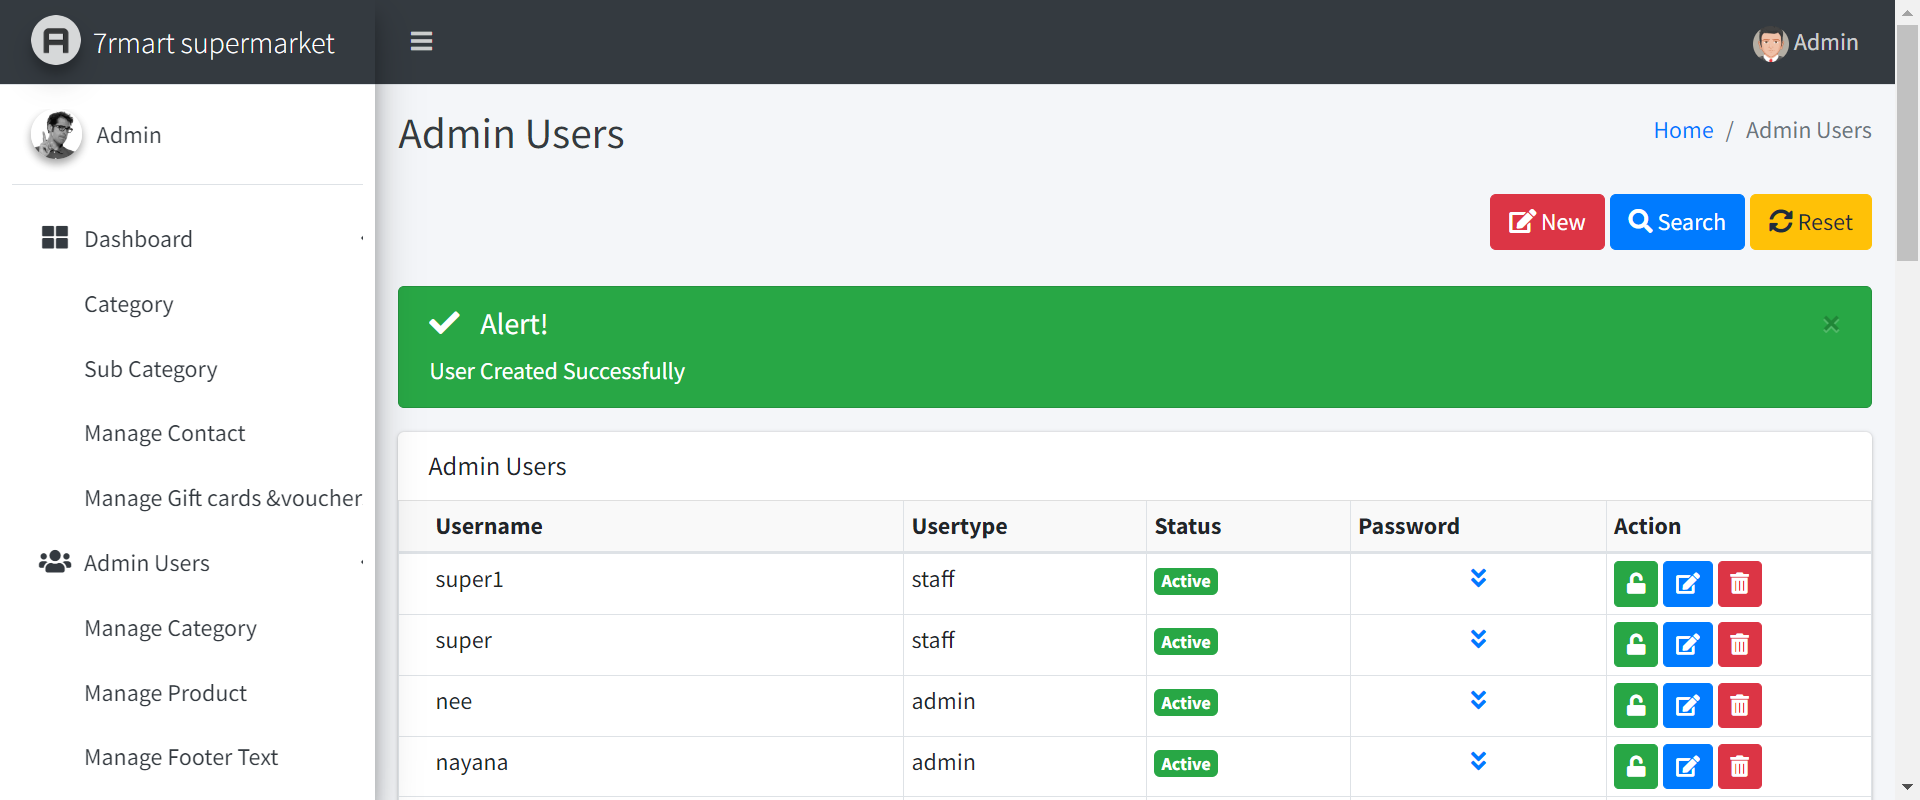 7rmart supermarket
Admin
Admin
Dashboard
Category
Sub Category
Manage Contact
Manage Gift cards &voucher
Admin Users
Manage Category
Manage Product
Manage Footer Text
Admin Users
Home / Admin Users
New Search Reset
Alert!
×
User Created Successfully
Admin Users
Username Usertype Status Password Action
super1 staff Active
super staff Active
nee admin Active
nayana admin Active